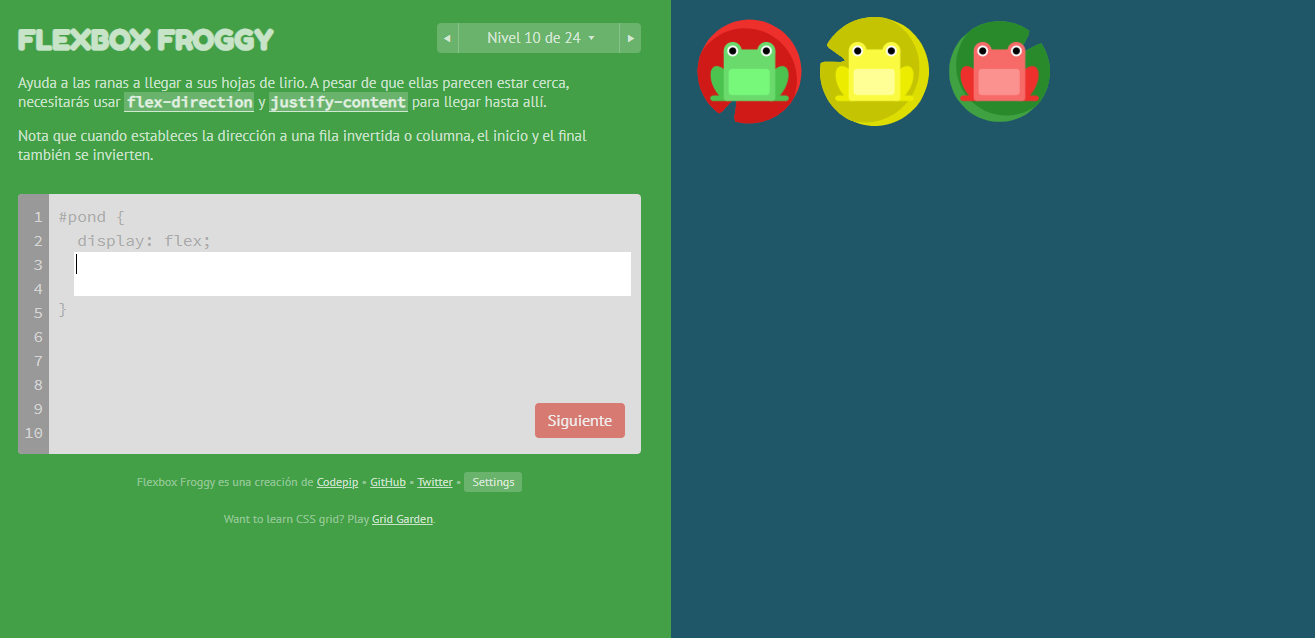 FLEXBOX FROGGY
◄ Nivel 10 de 24 ▾ ►
Ayuda a las ranas a llegar a sus hojas de lirio. A pesar de que ellas parecen estar cerca,
necesitarás usar flex-direction y justify-content para llegar hasta allí.
Nota que cuando estableces la dirección a una fila invertida o columna, el inicio y el final
también se invierten.
1 #pond {
2 display: flex;
3
4
5 }
6
7
8
9
10
Siguiente
Flexbox Froggy es una creación de Codepip • GitHub • Twitter • Settings
Want to learn CSS grid? Play Grid Garden.